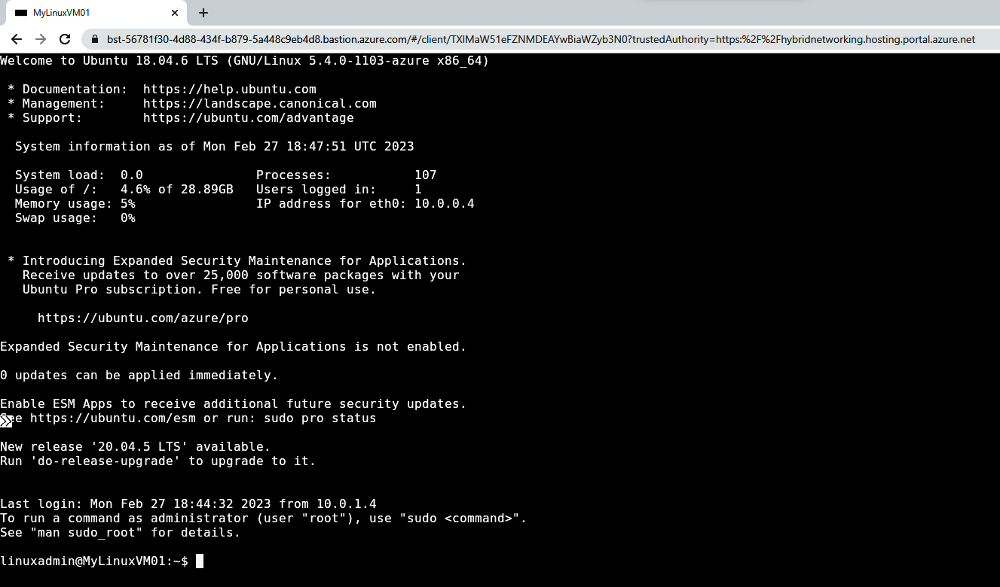 MyLinuxVM01
bst-56781f30-4d88-434f-b879-5a448c9eb4d8.bastion.azure.com/#/client/TXlMaW51eFZNMDEAYwBiaWZyb3N0?trustedAuthority=https:%2F%2Fhybridnetworking.hosting.portal.azure.net
Welcome to Ubuntu 18.04.6 LTS (GNU/Linux 5.4.0-1103-azure x86_64)
* Documentation:  https://help.ubuntu.com
* Management:     https://landscape.canonical.com
* Support:        https://ubuntu.com/advantage
System information as of Mon Feb 27 18:47:51 UTC 2023
System load:  0.0               Processes:           107
Usage of /:   4.6% of 28.89GB   Users logged in:     1
Memory usage: 5%                IP address for eth0: 10.0.0.4
Swap usage:   0%
* Introducing Expanded Security Maintenance for Applications.
Receive updates to over 25,000 software packages with your
Ubuntu Pro subscription. Free for personal use.
https://ubuntu.com/azure/pro
Expanded Security Maintenance for Applications is not enabled.
0 updates can be applied immediately.
Enable ESM Apps to receive additional future security updates.
See https://ubuntu.com/esm or run: sudo pro status
New release '20.04.5 LTS' available.
Run 'do-release-upgrade' to upgrade to it.
Last login: Mon Feb 27 18:44:32 2023 from 10.0.1.4
To run a command as administrator (user "root"), use "sudo <command>".
See "man sudo_root" for details.
linuxadmin@MyLinuxVM01:~$